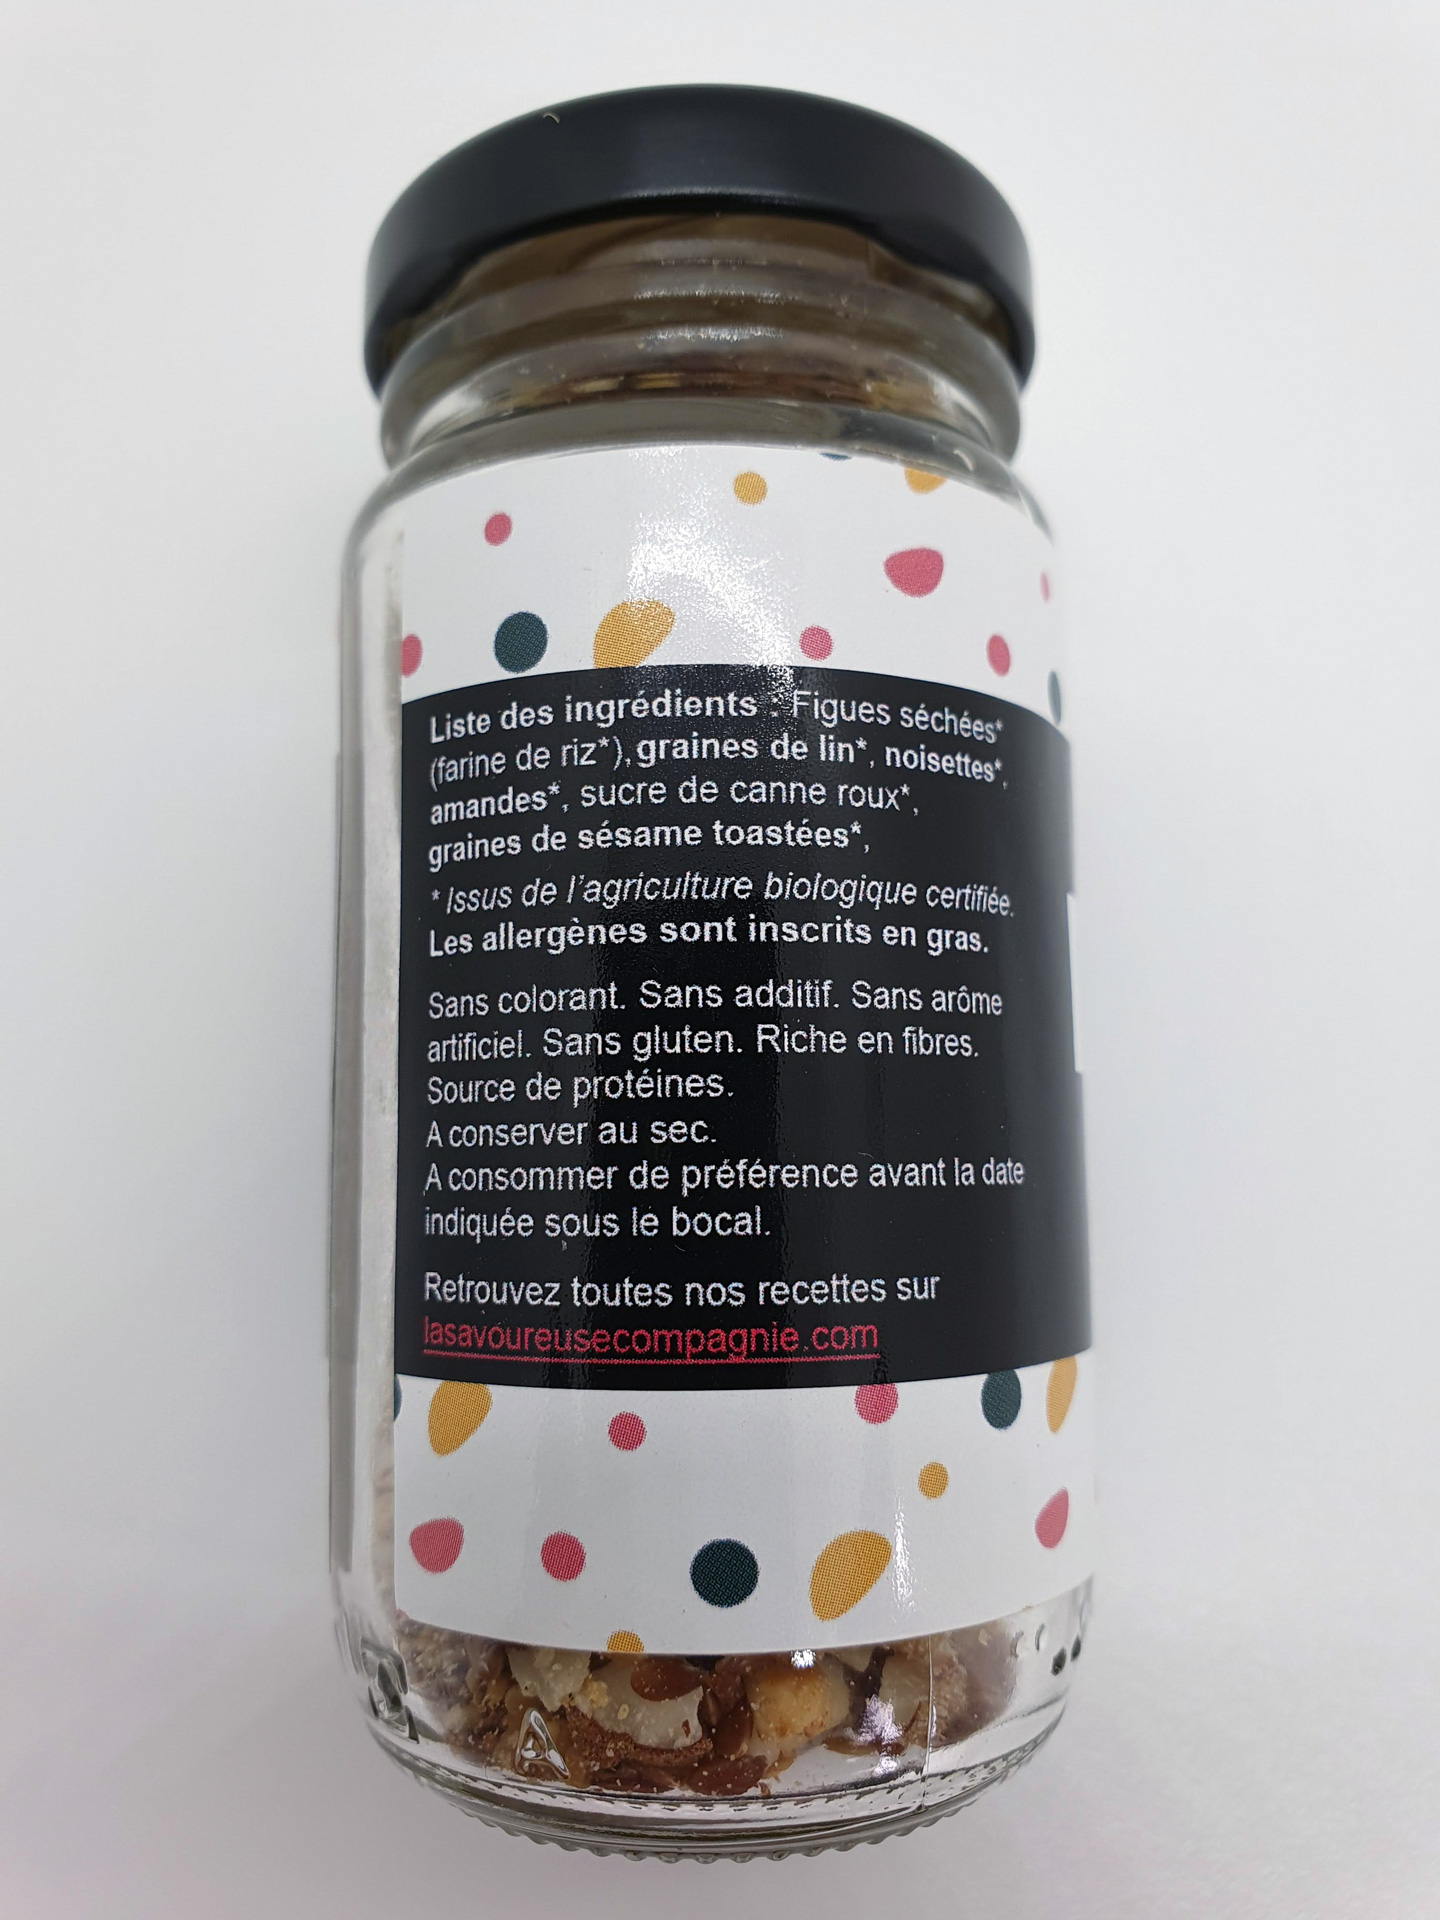 Liste des ingrédients : Figues séchées*
(farine de riz*), graines de lin*, noisettes*,
amandes*, sucre de canne roux*,
graines de sésame toastées*,
* Issus de l'agriculture biologique certifiée.
Les allergènes sont inscrits en gras.
Sans colorant. Sans additif. Sans arôme
artificiel. Sans gluten. Riche en fibres.
Source de protéines.
A conserver au sec.
A consommer de préférence avant la date
indiquée sous le bocal.
Retrouvez toutes nos recettes sur
lasavoureusecompagnie.com